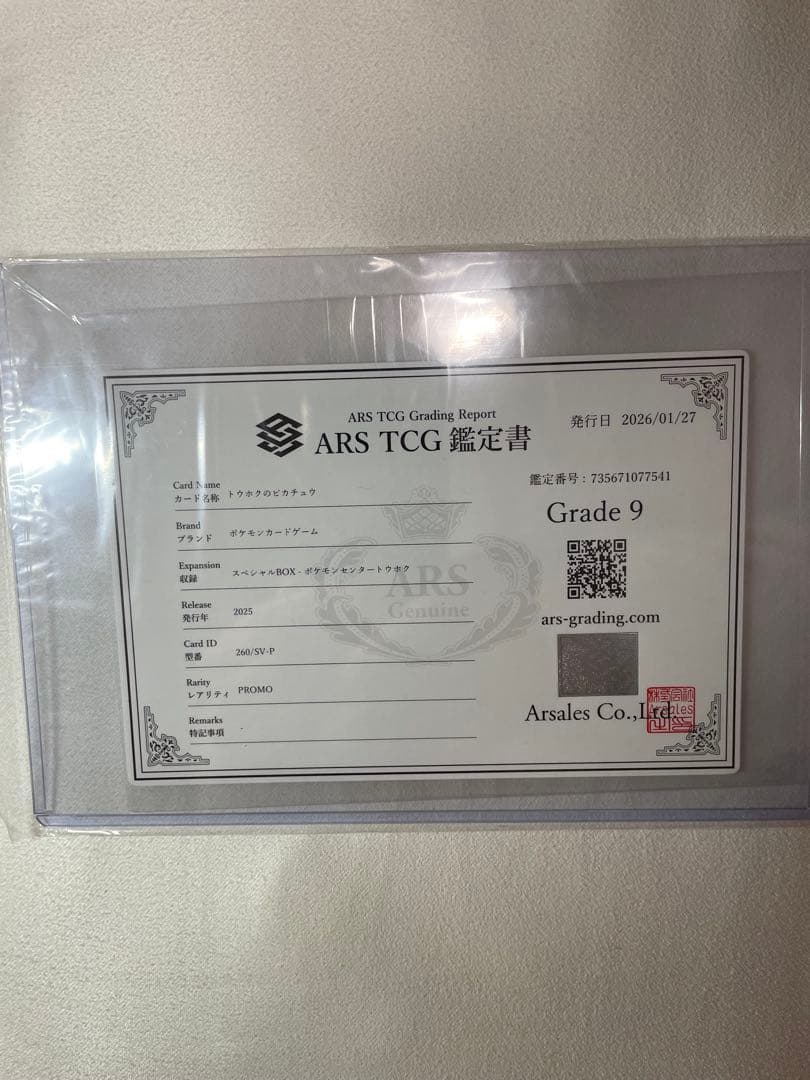 ARS TCG Grading Report
ARS TCG 鑑定書
発行日 2026/01/27
Card Name
カード名称 トウホクのピカチュウ
Brand
ブランド ポケモンカードゲーム
Expansion
収録 スペシャルBOX - ポケモンセンタートウホク
Release
発行年 2025
Card ID
型番 260/SV-P
Rarity
レアリティ PROMO
Remarks
特記事項 -
ARS
Genuine
鑑定番号 : 735671077541
Grade 9
ars-grading.com
Arsales Co.,Ltd.
株式会社
Arsales